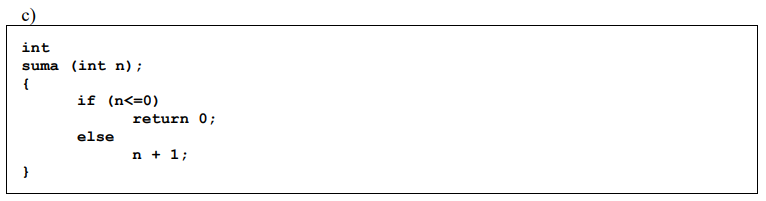 c)
int
suma (int n);
{
if (n<=0)
return 0;
else
n + 1;
}